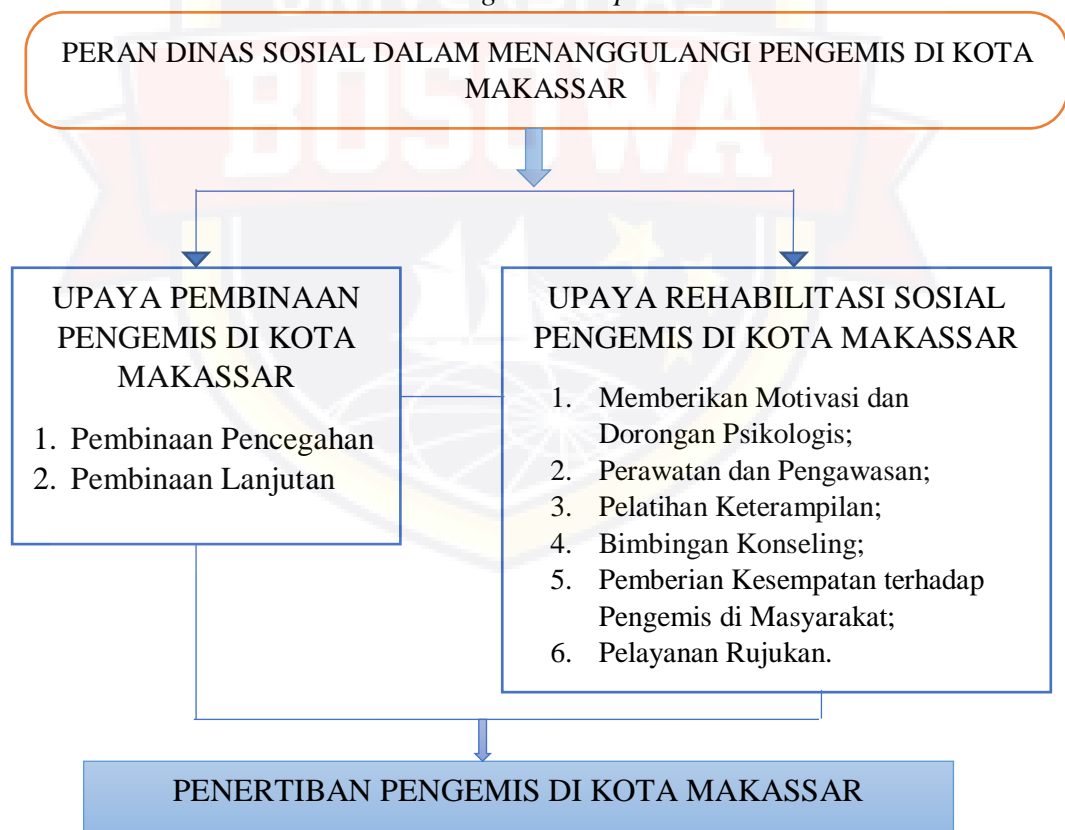 PERAN DINAS SOSIAL DALAM MENANGGULANGI PENGEMIS DI KOTA
MAKASSAR
BOSOWA
UPAYA PEMBINAAN
PENGEMIS DI KOTA
MAKASSAR
1. Pembinaan Pencegahan
2. Pembinaan Lanjutan
UPAYA REHABILITASI SOSIAL
PENGEMIS DI KOTA MAKASSAR
1. Memberikan Motivasi dan
Dorongan Psikologis;
2. Perawatan dan Pengawasan;
3. Pelatihan Keterampilan;
4. Bimbingan Konseling;
5. Pemberian Kesempatan terhadap
Pengemis di Masyarakat;
6. Pelayanan Rujukan.
PENERTIBAN PENGEMIS DI KOTA MAKASSAR